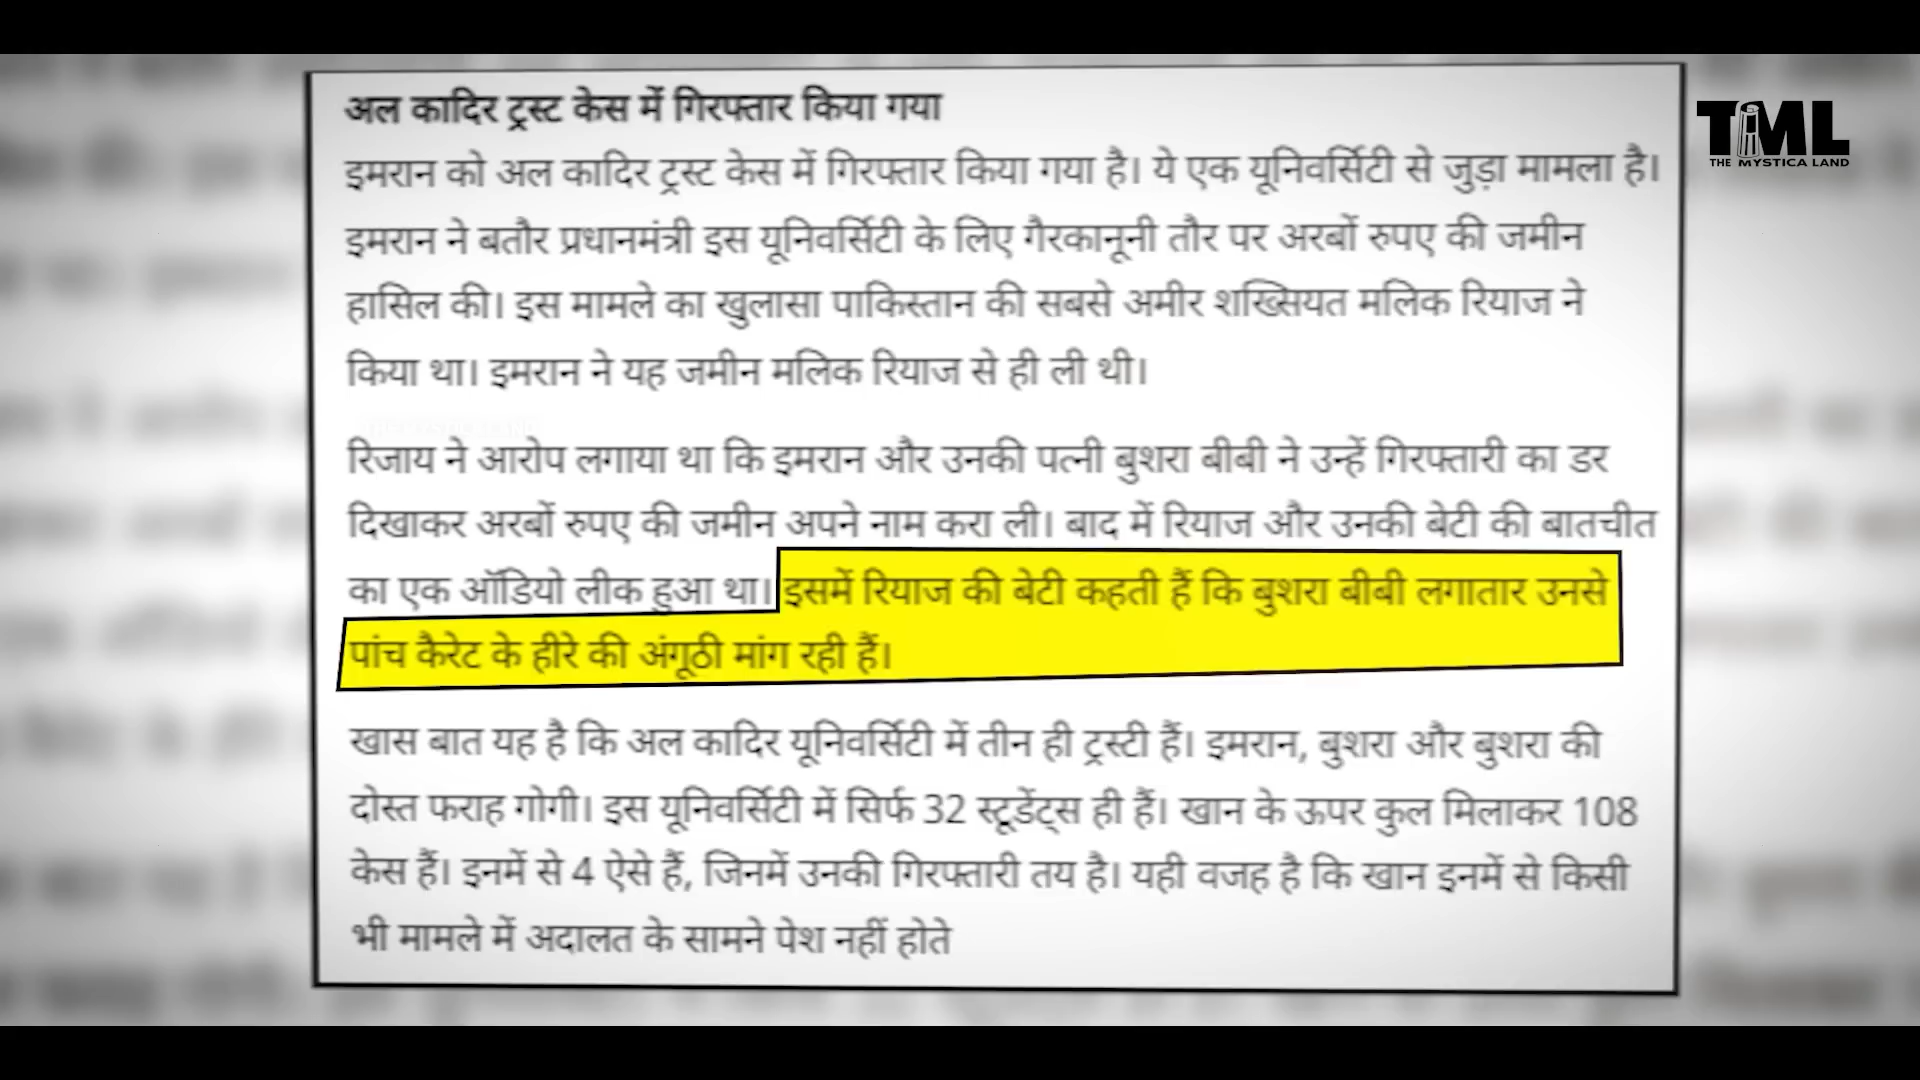 अल कादिर ट्रस्ट केस में गिरफ्तार किया गया
इमरान को अल कादिर ट्रस्ट केस में गिरफ्तार किया गया है। ये एक यूनिवर्सिटी से जुड़ा मामला है।
इमरान ने बतौर प्रधानमंत्री इस यूनिवर्सिटी के लिए गैरकानूनी तौर पर अरबों रुपए की जमीन
हासिल की। इस मामले का खुलासा पाकिस्तान की सबसे अमीर शख्सियत मलिक रियाज ने
किया था। इमरान ने यह जमीन मलिक रियाज से ही ली थी।
रिजाय ने आरोप लगाया था कि इमरान और उनकी पत्नी बुशरा बीबी ने उन्हें गिरफ्तारी का डर
दिखाकर अरबों रुपए की जमीन अपने नाम करा ली। बाद में रियाज और उनकी बेटी की बातचीत
का एक ऑडियो लीक हुआ था। इसमें रियाज की बेटी कहती हैं कि बुशरा बीबी लगातार उनसे
पांच कैरेट के हीरे की अंगूठी मांग रही हैं।
खास बात यह है कि अल कादिर यूनिवर्सिटी में तीन ही ट्रस्टी हैं। इमरान, बुशरा और बुशरा की
दोस्त फराह गोगी। इस यूनिवर्सिटी में सिर्फ 32 स्टूडेंट्स ही हैं। खान के ऊपर कुल मिलाकर 108
केस हैं। इनमें से 4 ऐसे हैं, जिनमें उनकी गिरफ्तारी तय है। यही वजह है कि खान इनमें से किसी
भी मामले में अदालत के सामने पेश नहीं होते
TML
THE MYSTICA LAND